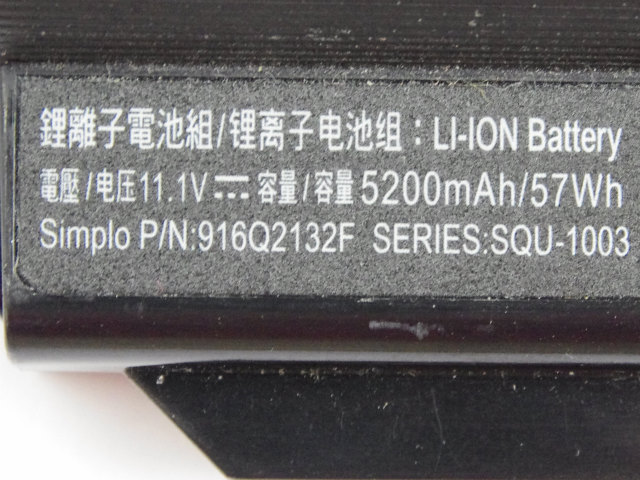 鋰離子電池組/锂离子电池组：LI-ION Battery
電壓/电压11.1V⎓容量/容量5200mAh/57Wh
Simplo P/N:916Q2132F SERIES:SQU-1003